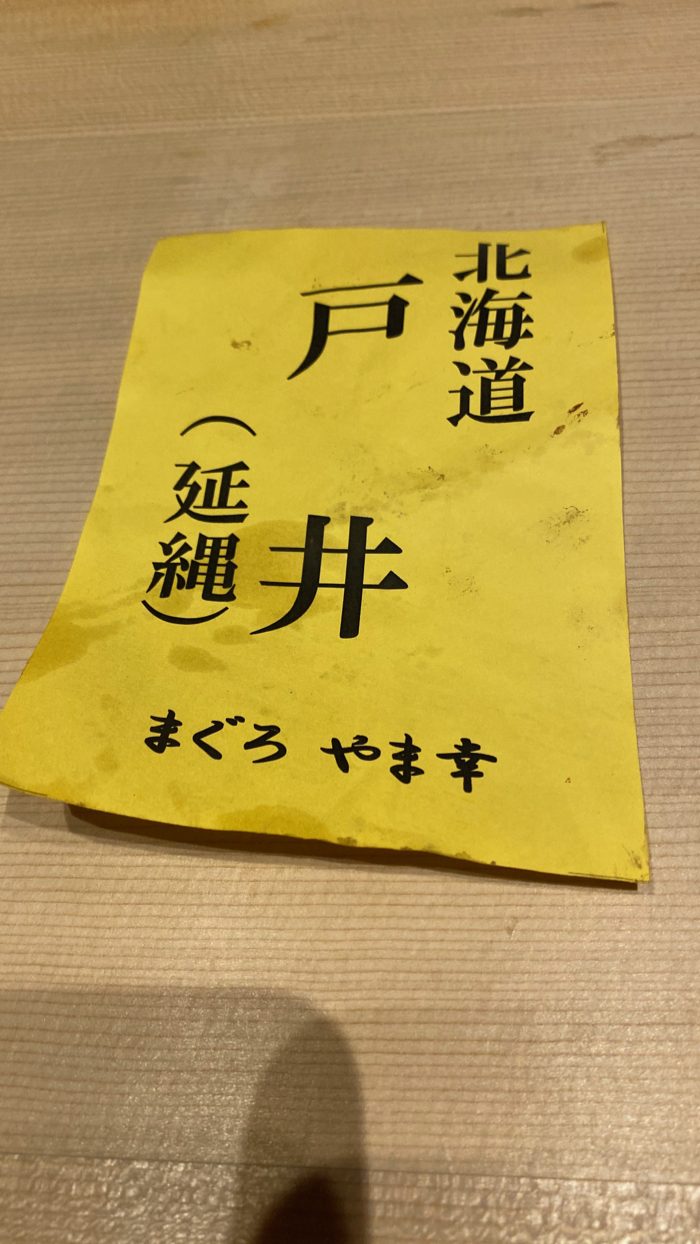 北海道
戸井
（延縄）
まぐろ やま幸